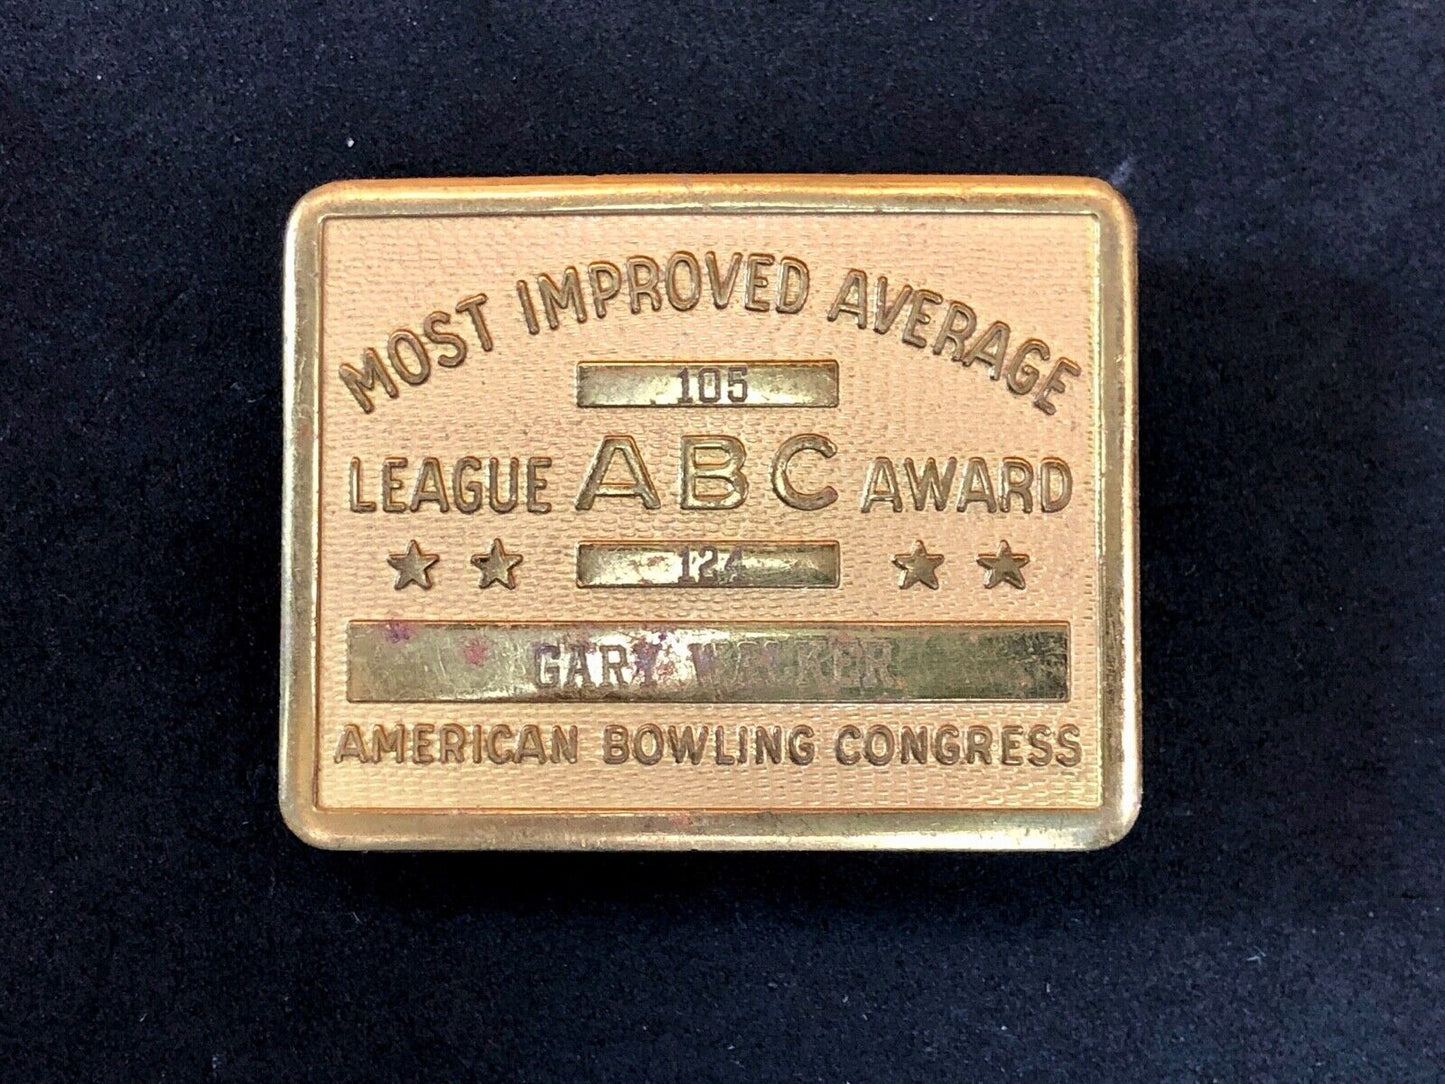 MOST IMPROVED AVERAGE
105
LEAGUE ABC AWARD
124
GARY WALKER
AMERICAN BOWLING CONGRESS